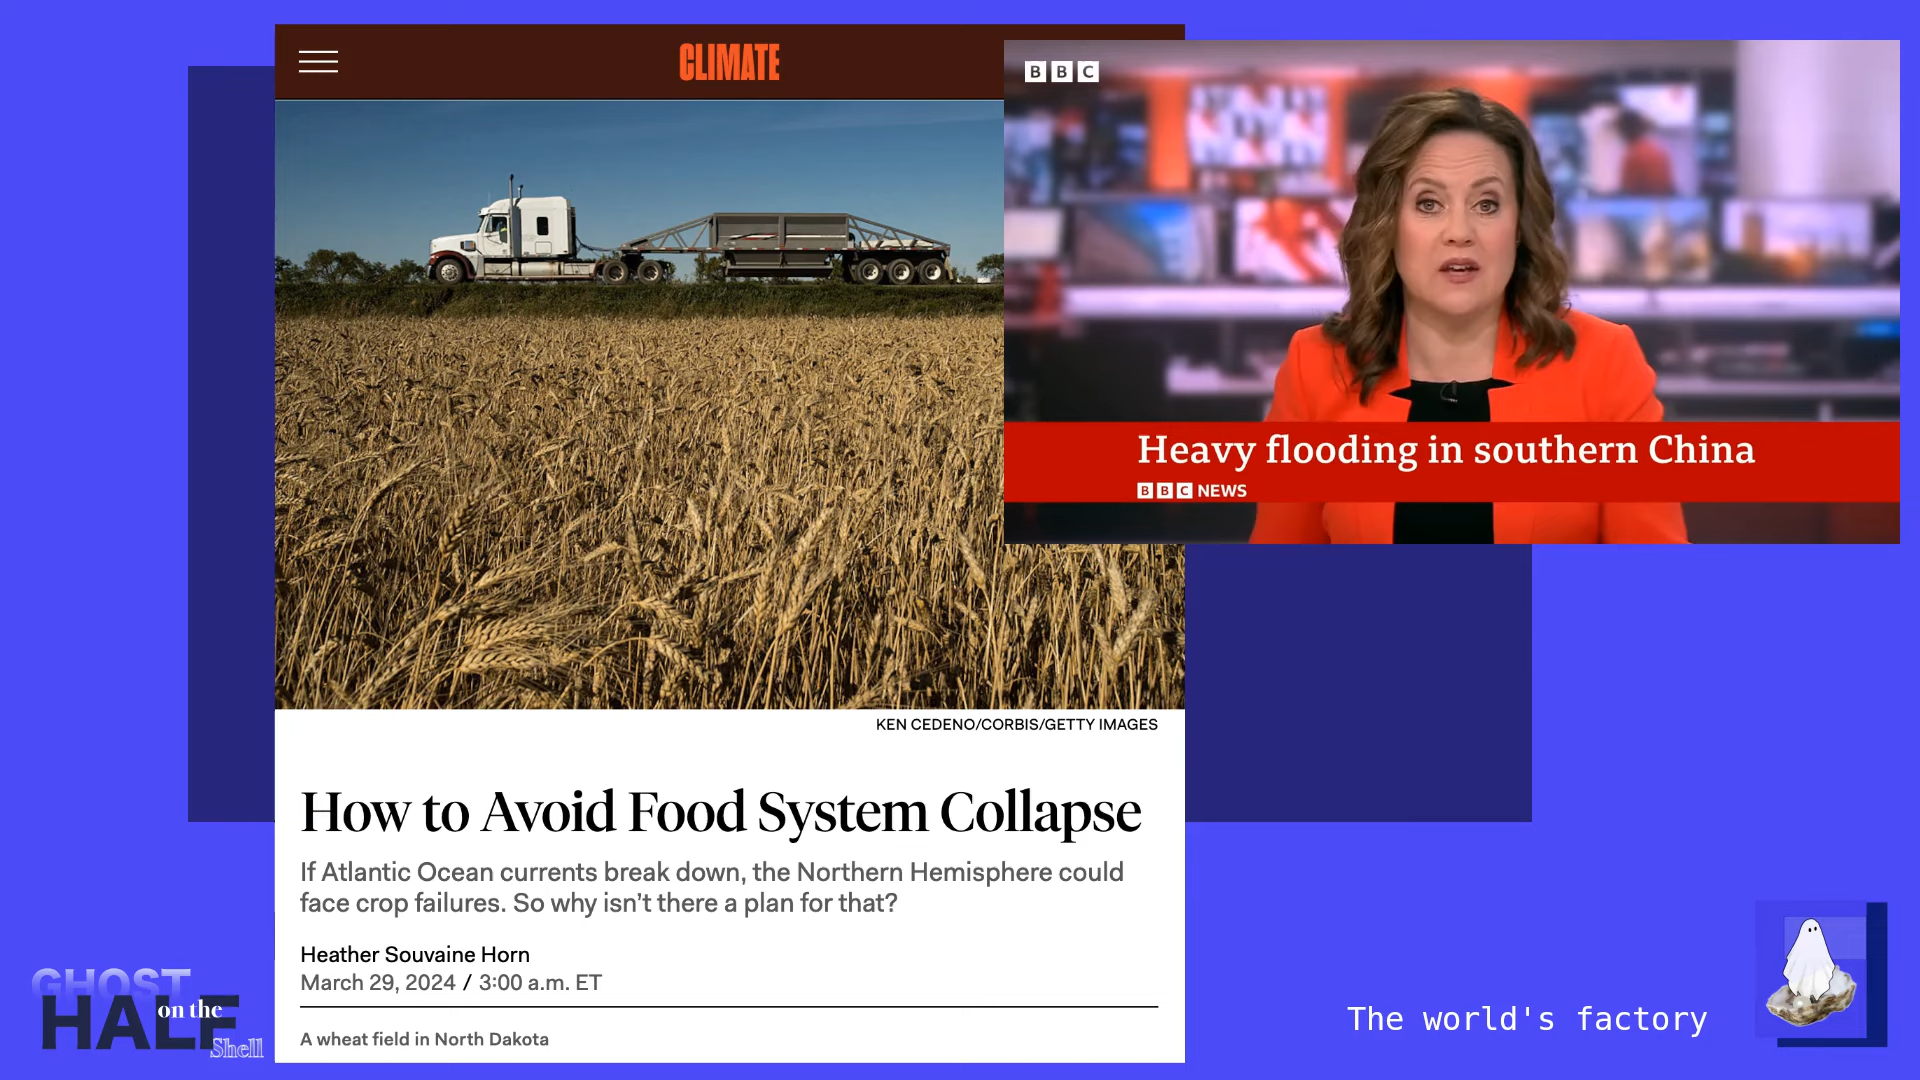 CLIMATE
BBC
Heavy flooding in southern China
BBC NEWS
KEN CEDENO/CORBIS/GETTY IMAGES
How to Avoid Food System Collapse
If Atlantic Ocean currents break down, the Northern Hemisphere could
face crop failures. So why isn’t there a plan for that?
Heather Souvaine Horn
March 29, 2024 / 3:00 a.m. ET
A wheat field in North Dakota
GHOST
on the
HALF
Shell
The world's factory